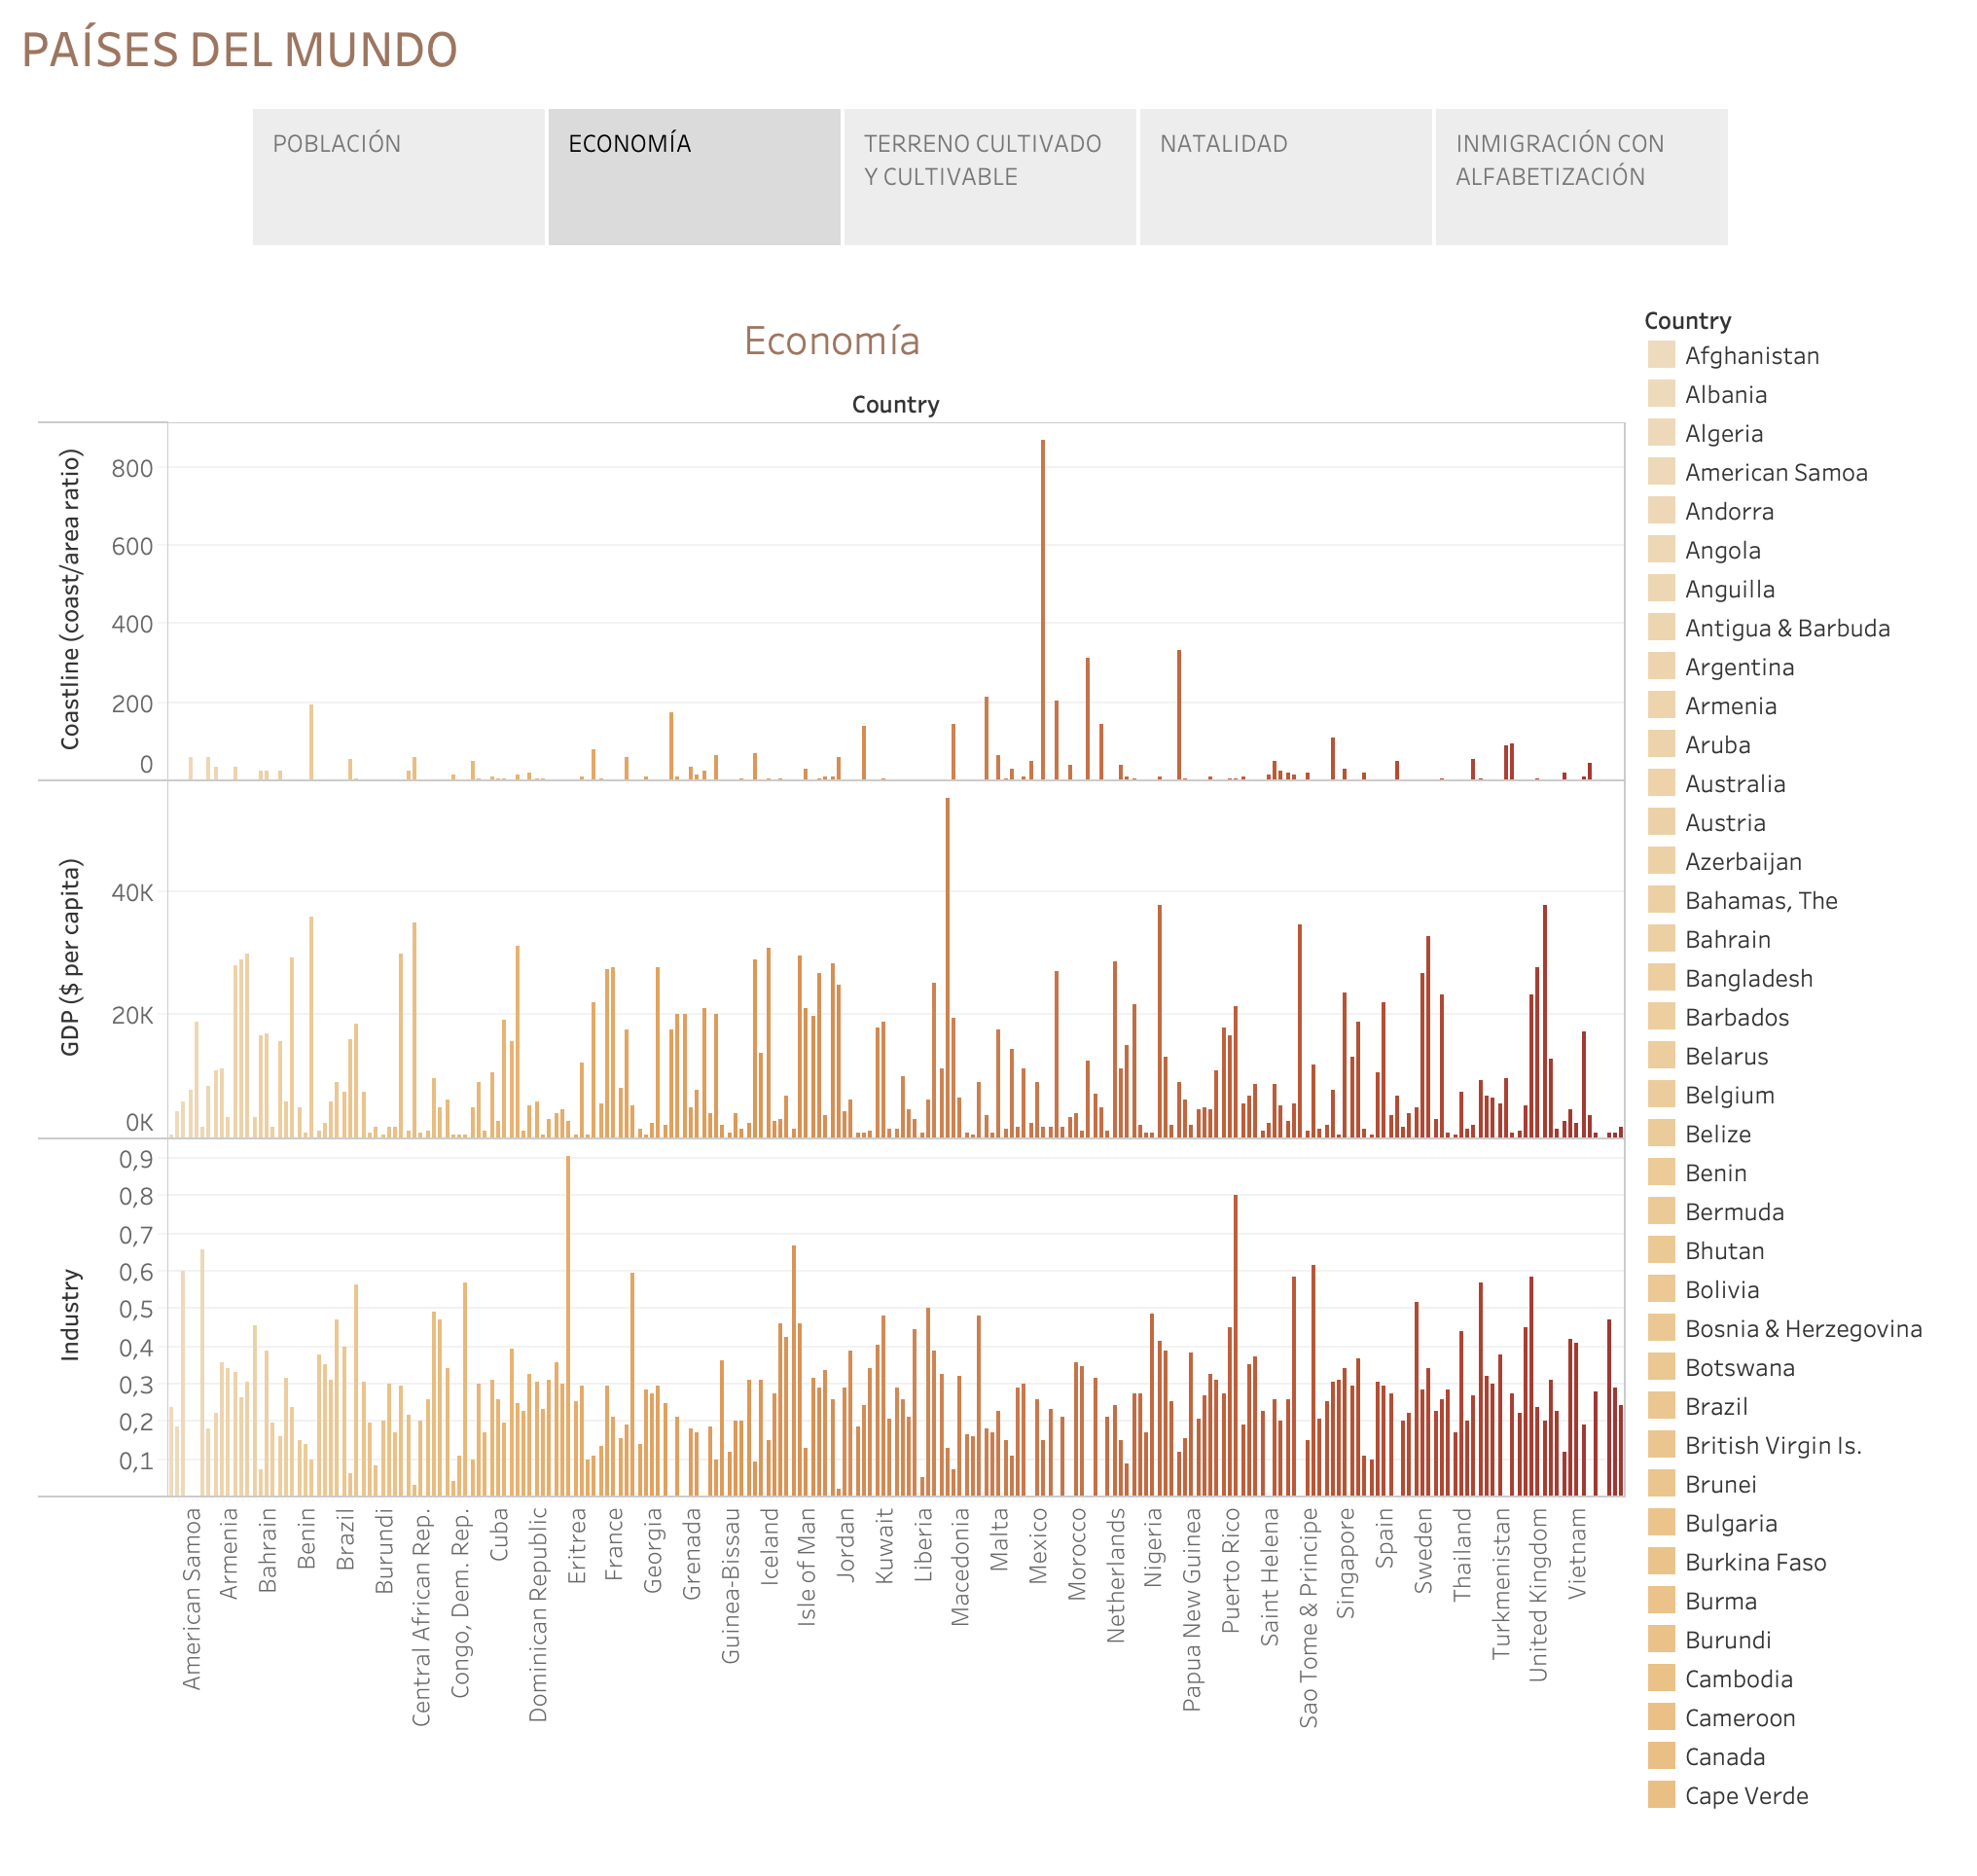 PAÍSES DEL MUNDO
POBLACIÓN
ECONOMÍA
TERRENO CULTIVADO
Y CULTIVABLE
NATALIDAD
INMIGRACIÓN CON
ALFABETIZACIÓN
Economía
Country
Coastline (coast/area ratio)
800
600
400
200
0
GDP ($ per capita)
40K
20K
0K
Industry
0,9
0,8
0,7
0,6
0,5
0,4
0,3
0,2
0,1
American Samoa
Armenia
Bahrain
Benin
Brazil
Burundi
Central African Rep.
Congo, Dem. Rep.
Cuba
Dominican Republic
Eritrea
France
Georgia
Grenada
Guinea-Bissau
Iceland
Isle of Man
Jordan
Kuwait
Liberia
Macedonia
Malta
Mexico
Morocco
Netherlands
Nigeria
Papua New Guinea
Puerto Rico
Saint Helena
Sao Tome & Principe
Singapore
Spain
Sweden
Thailand
Turkmenistan
United Kingdom
Vietnam
Country
Afghanistan
Albania
Algeria
American Samoa
Andorra
Angola
Anguilla
Antigua & Barbuda
Argentina
Armenia
Aruba
Australia
Austria
Azerbaijan
Bahamas, The
Bahrain
Bangladesh
Barbados
Belarus
Belgium
Belize
Benin
Bermuda
Bhutan
Bolivia
Bosnia & Herzegovina
Botswana
Brazil
British Virgin Is.
Brunei
Bulgaria
Burkina Faso
Burma
Burundi
Cambodia
Cameroon
Canada
Cape Verde